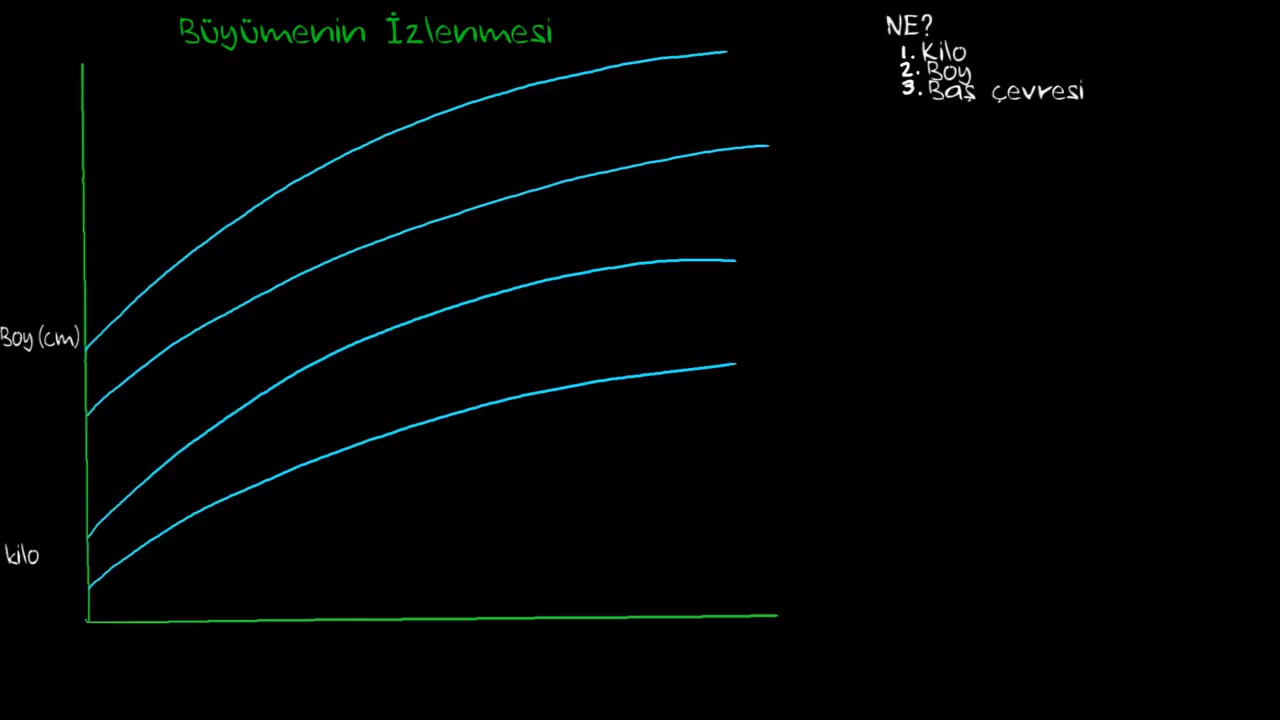 Büyümenin İzlenmesi
NE?
1. Kilo
2. Boy
3. Baş çevresi
Boy(cm)
kilo